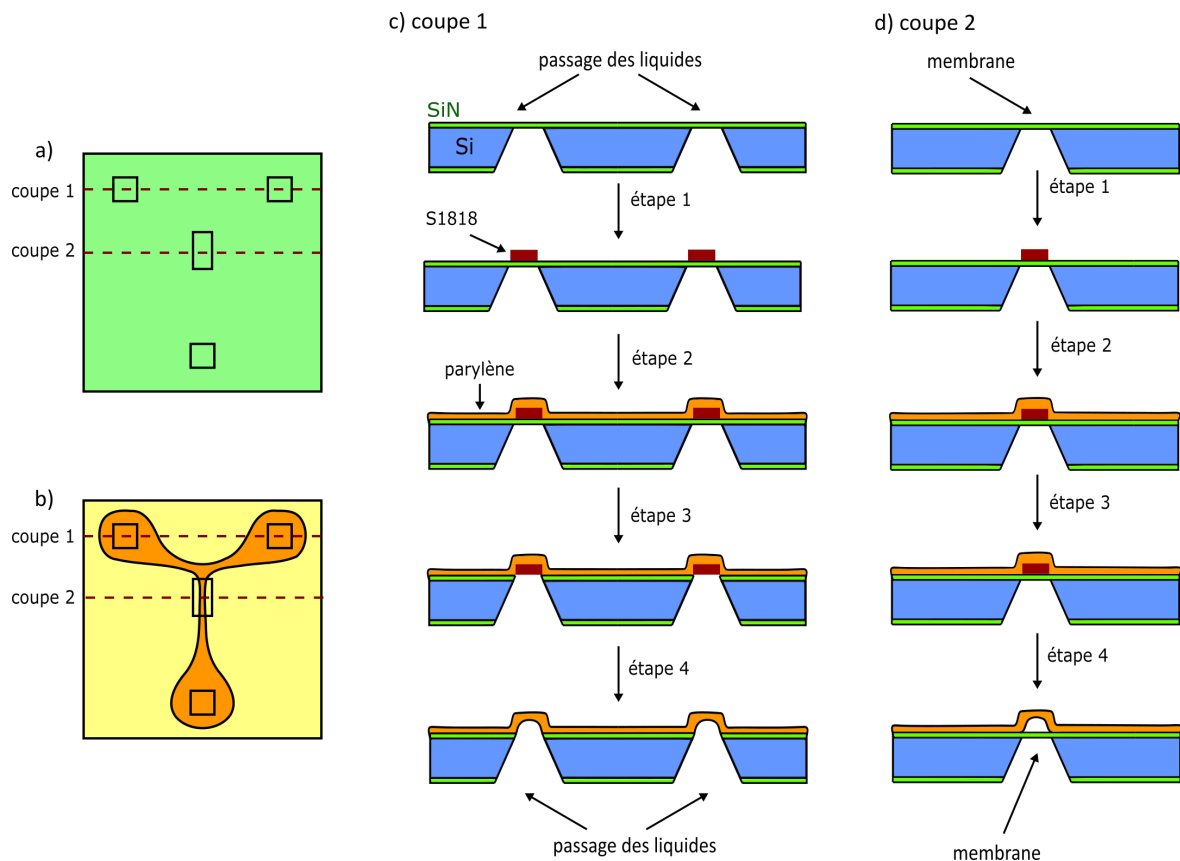 a)
coupe 1
coupe 2
b)
coupe 1
coupe 2
c) coupe 1
passage des liquides
SiN
Si
étape 1
S1818
étape 2
parylène
étape 3
étape 4
passage des liquides
d) coupe 2
membrane
étape 1
étape 2
étape 3
étape 4
membrane